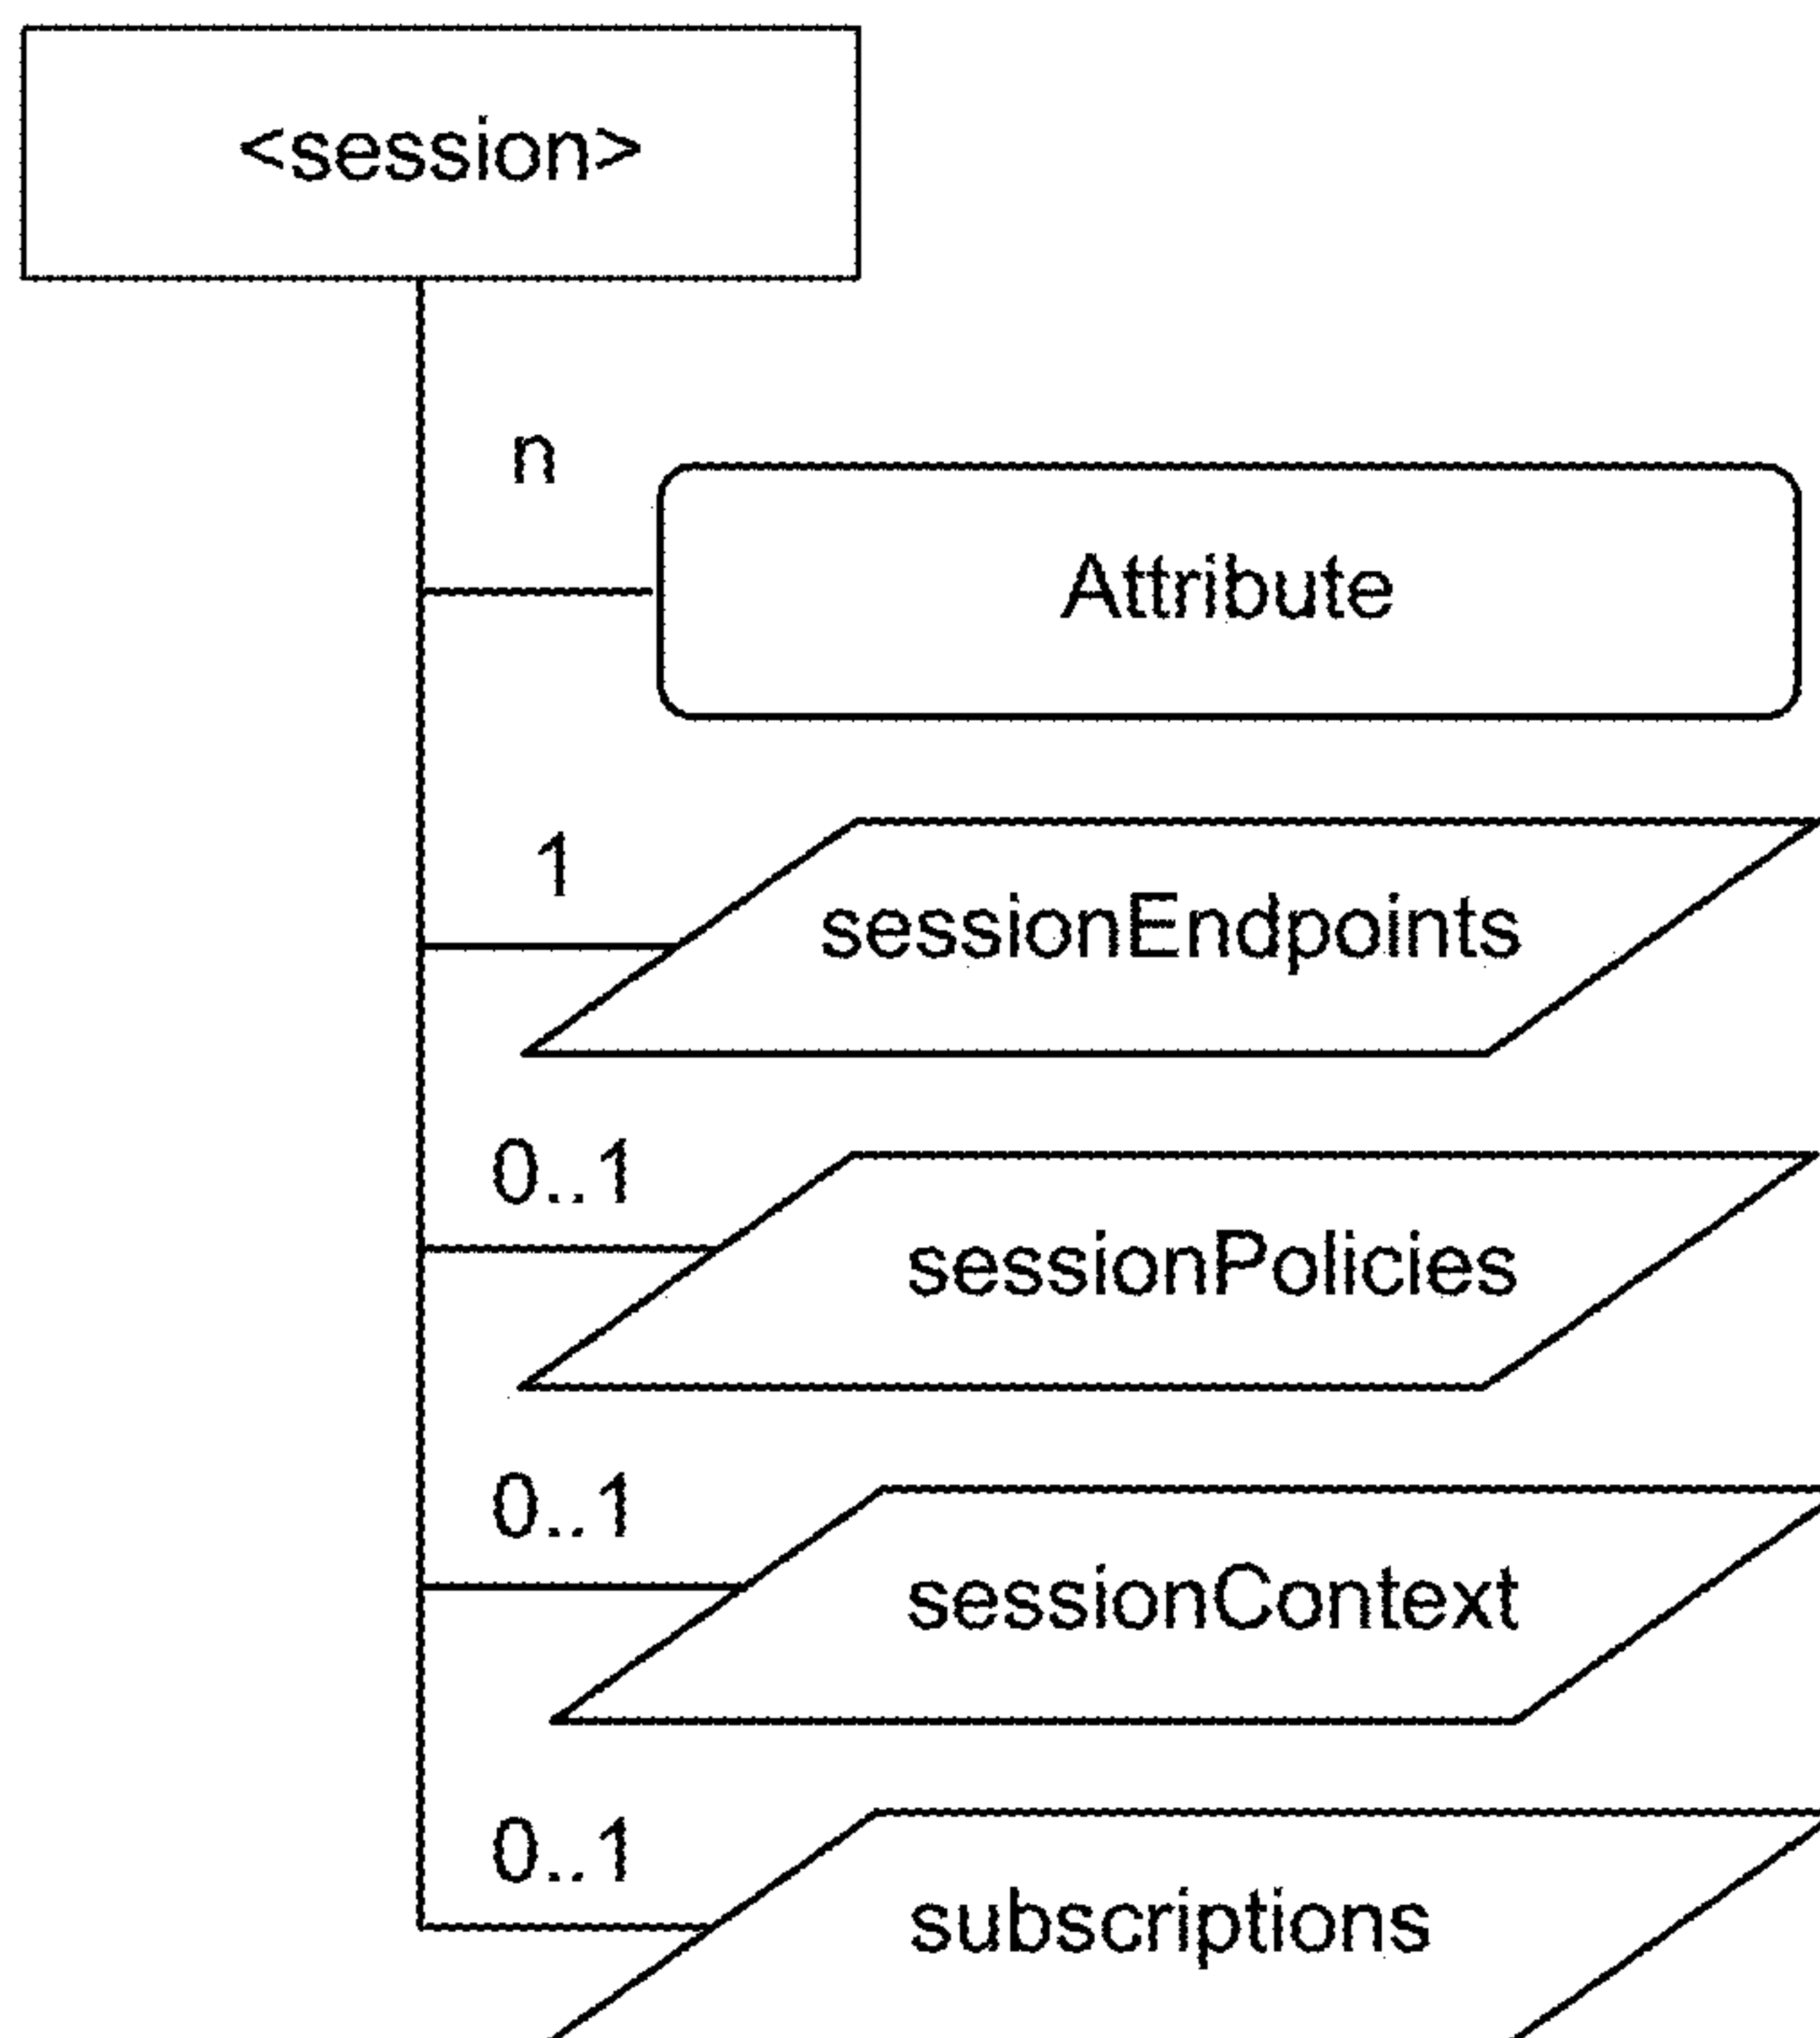 <session>
n
Attribute
1
sessionEndpoints
0..1
sessionPolicies
0..1
sessionContext
0..1
subscriptions